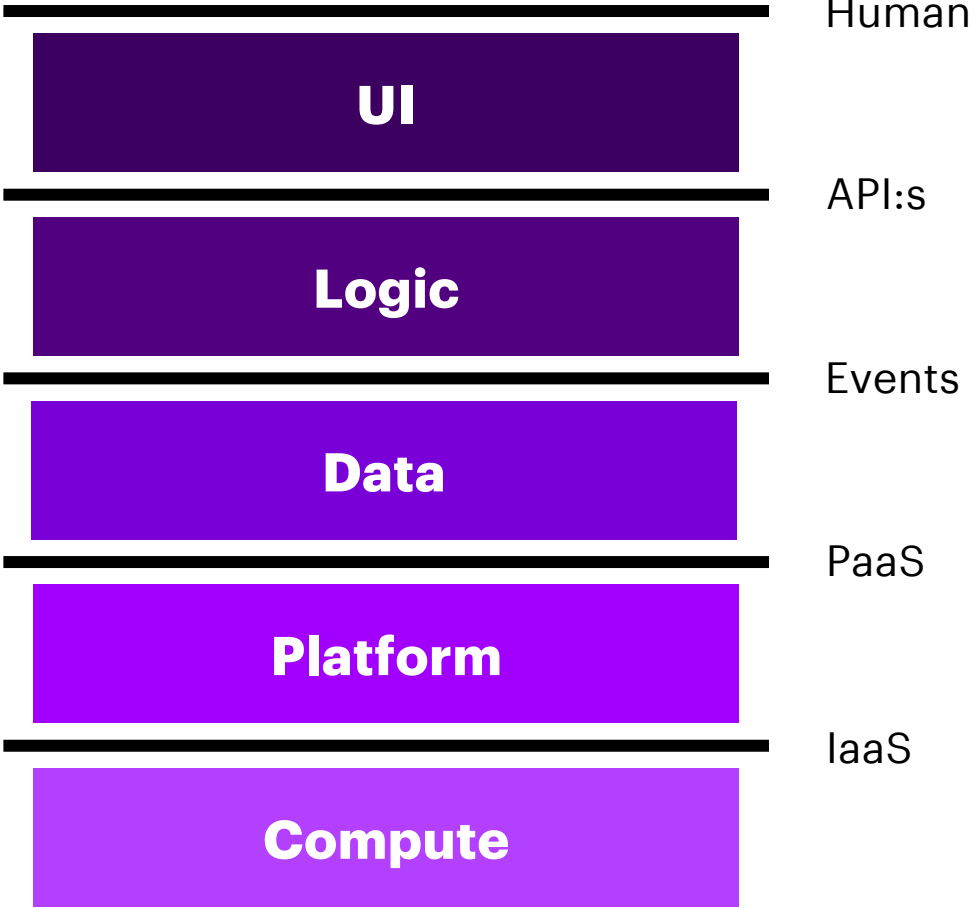 Human
UI
API:s
Logic
Events
Data
PaaS
Platform
IaaS
Compute